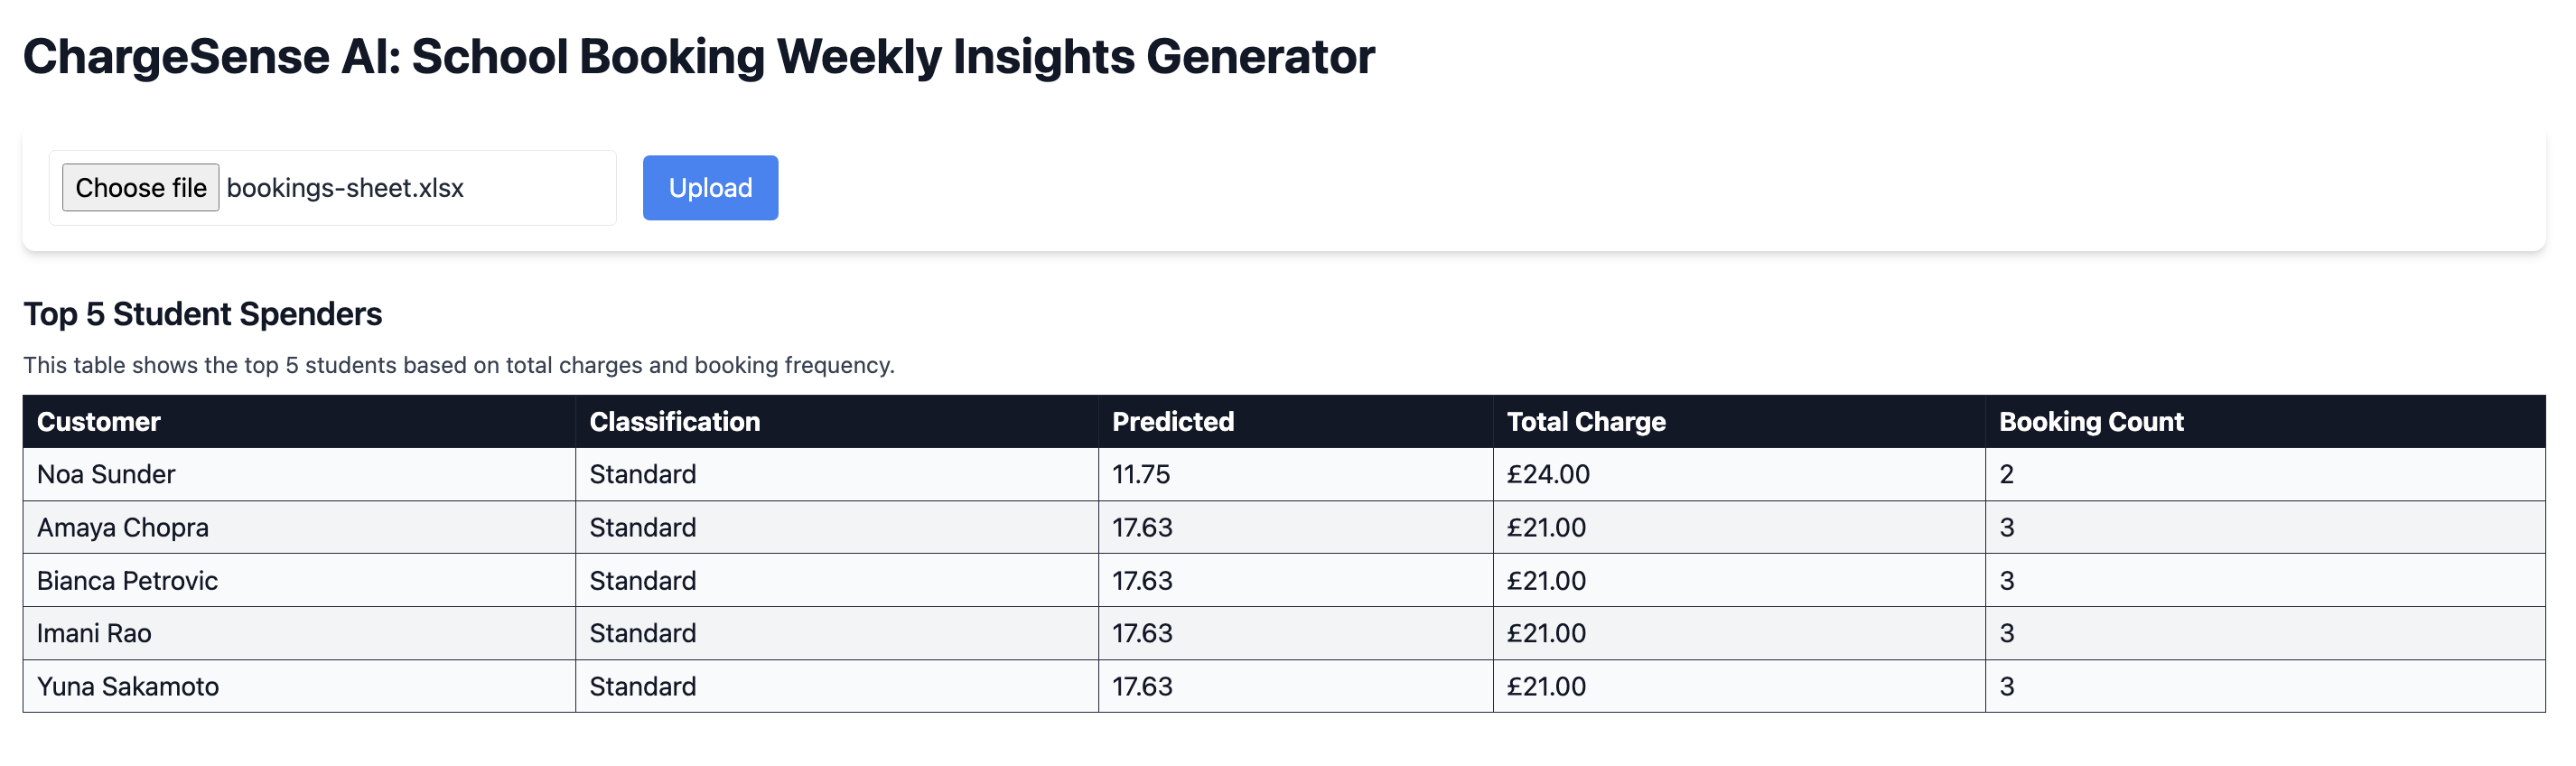 ChargeSense AI: School Booking Weekly Insights Generator
Choose file bookings-sheet.xlsx Upload
Top 5 Student Spenders
This table shows the top 5 students based on total charges and booking frequency.
Customer Classification Predicted Total Charge Booking Count
Noa Sunder Standard 11.75 £24.00 2
Amaya Chopra Standard 17.63 £21.00 3
Bianca Petrovic Standard 17.63 £21.00 3
Imani Rao Standard 17.63 £21.00 3
Yuna Sakamoto Standard 17.63 £21.00 3